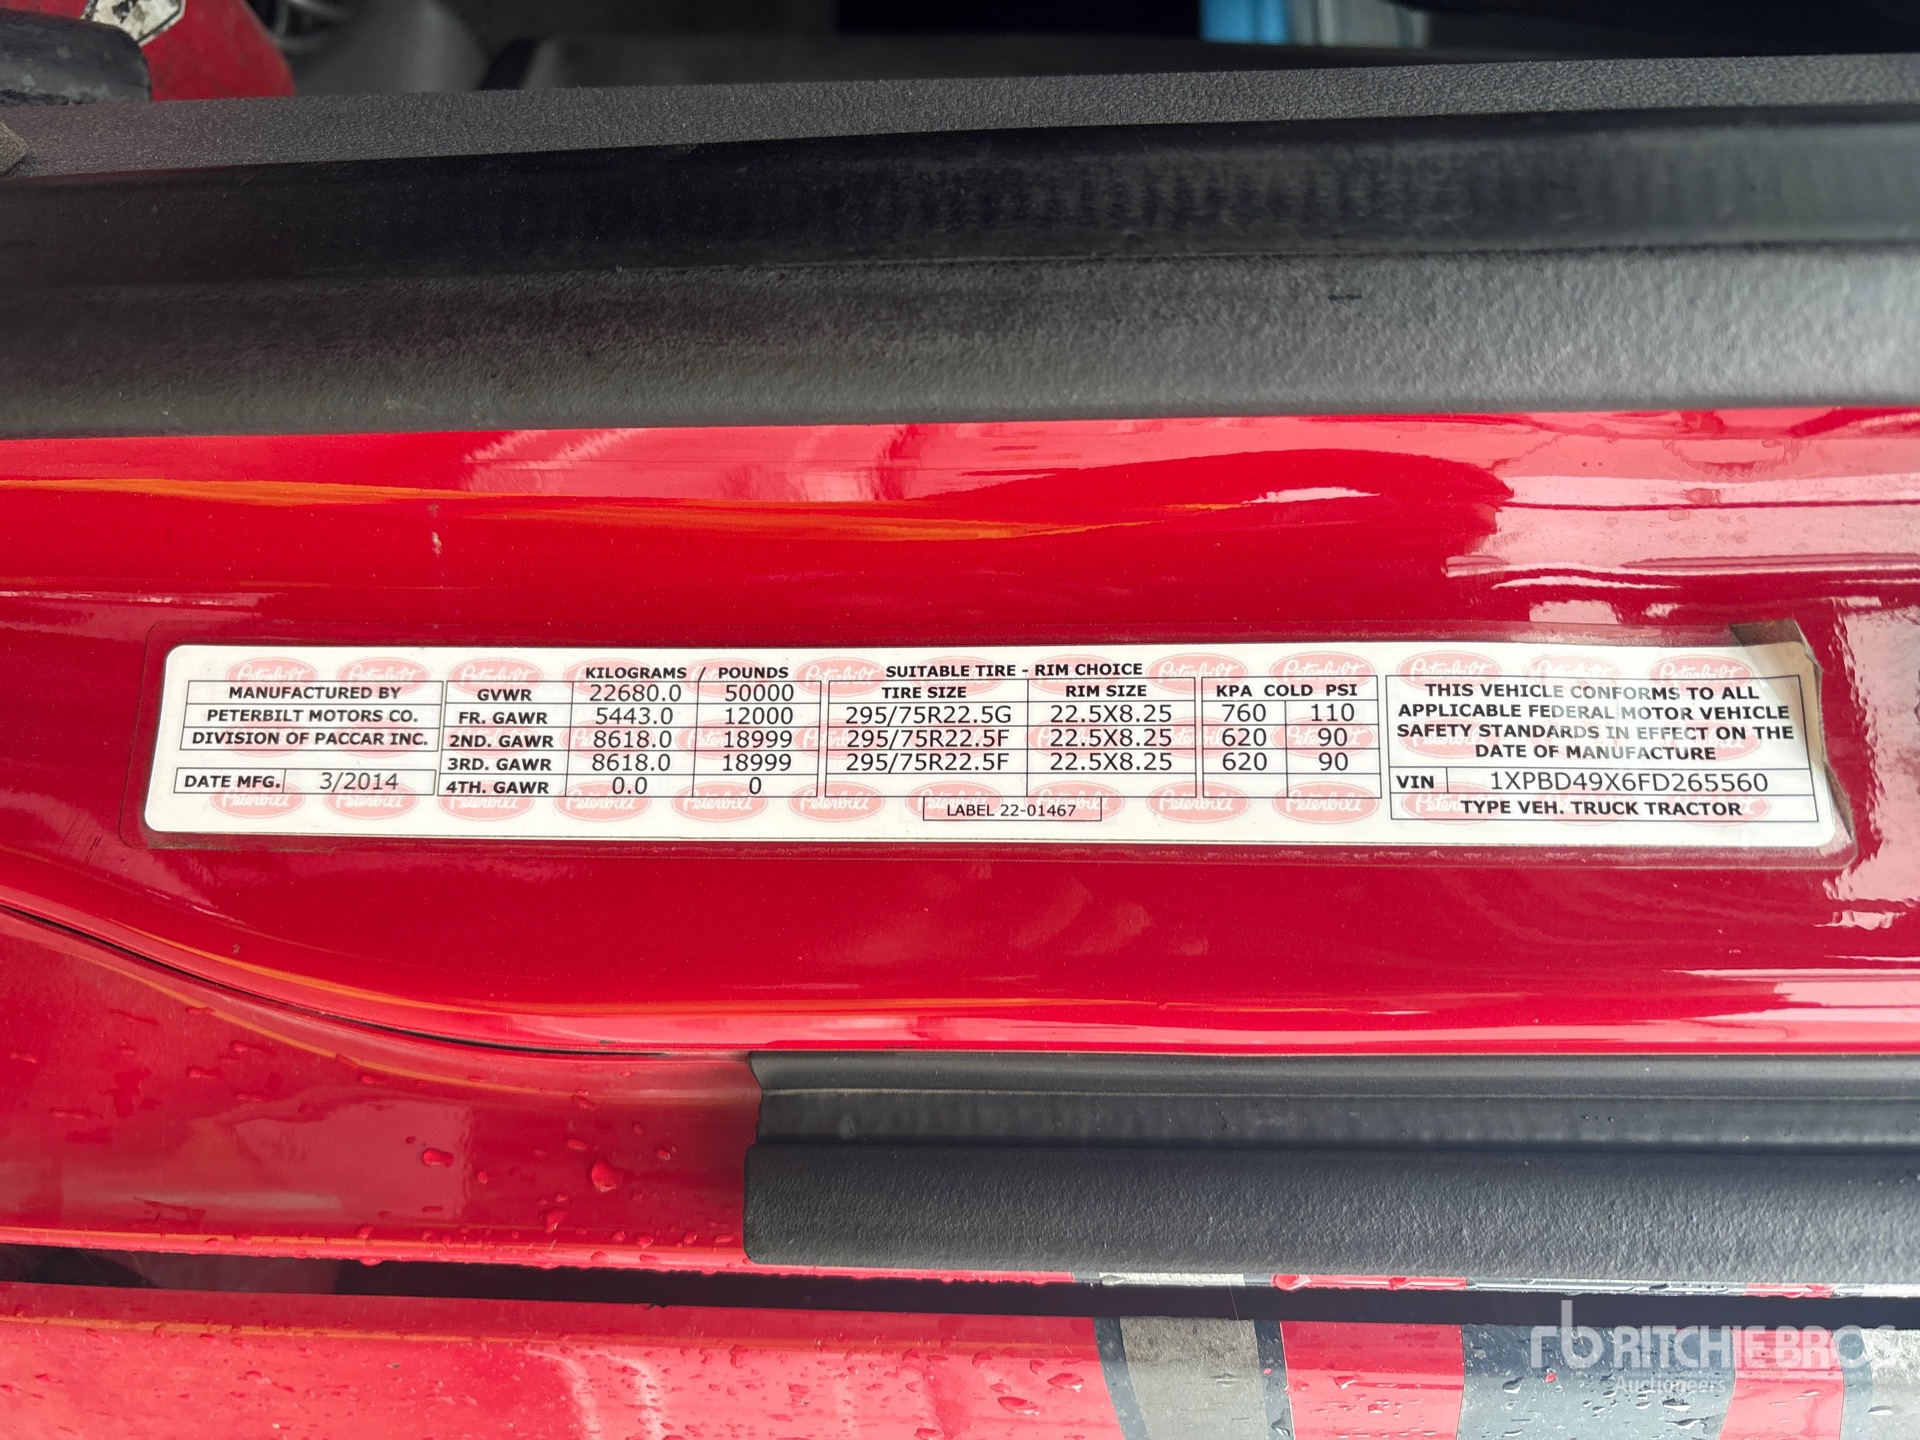 KILOGRAMS / POUNDS SUITABLE TIRE - RIM CHOICE
MANUFACTURED BY
PETERBILT MOTORS CO.
DIVISION OF PACCAR INC.
DATE MFG. 3/2014
GVWR 22680.0 50000
FR. GAWR 5443.0 12000
2ND. GAWR 8618.0 18999
3RD. GAWR 8618.0 18999
4TH. GAWR 0.0 0
TIRE SIZE RIM SIZE KPA COLD PSI
295/75R22.5G 22.5X8.25 760 110
295/75R22.5F 22.5X8.25 620 90
295/75R22.5F 22.5X8.25 620 90
LABEL 22-01467
THIS VEHICLE CONFORMS TO ALL
APPLICABLE FEDERAL MOTOR VEHICLE
SAFETY STANDARDS IN EFFECT ON THE
DATE OF MANUFACTURE
VIN 1XPBD49X6FD265560
TYPE VEH. TRUCK TRACTOR
rb RITCHIE BROS
Auctioneers